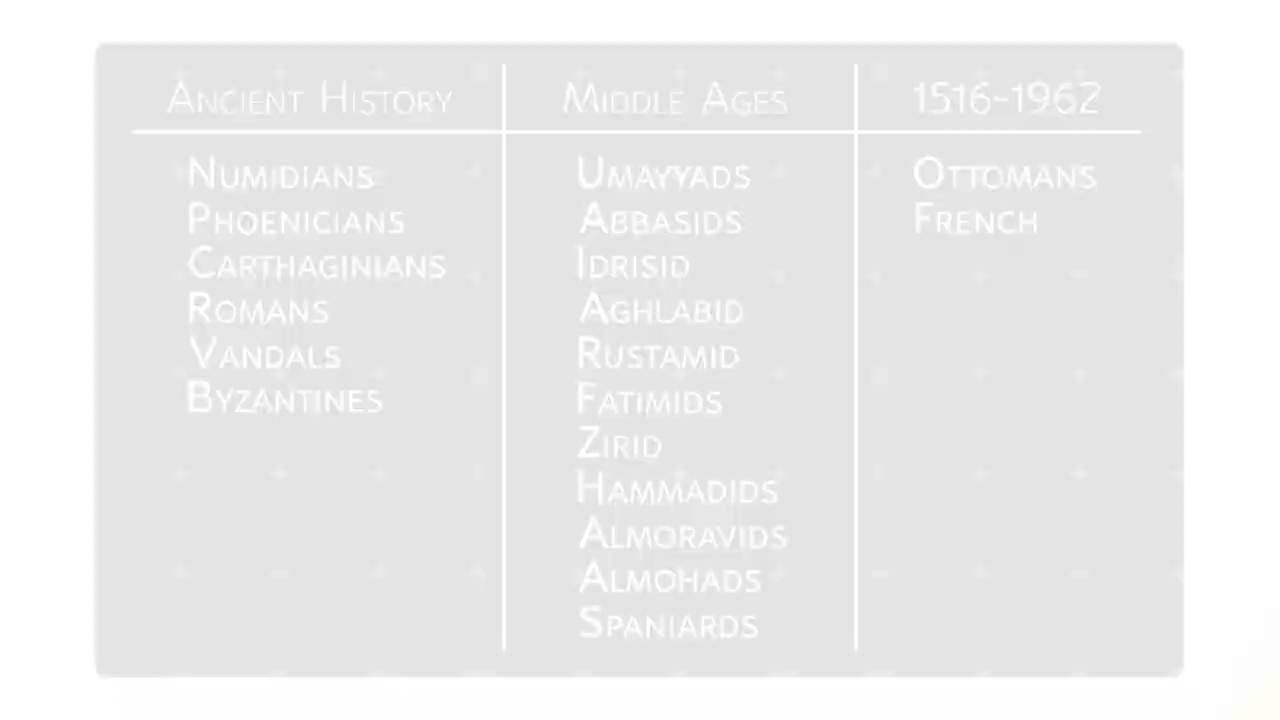 Ancient History
Numidians
Phoenicians
Carthaginians
Romans
Vandals
Byzantines
Middle Ages
Umayyads
Abbasids
Idrisid
Aghlabid
Rustamid
Fatimids
Zirid
Hammadids
Almoravids
Almohads
Spaniards
1516-1962
Ottomans
French